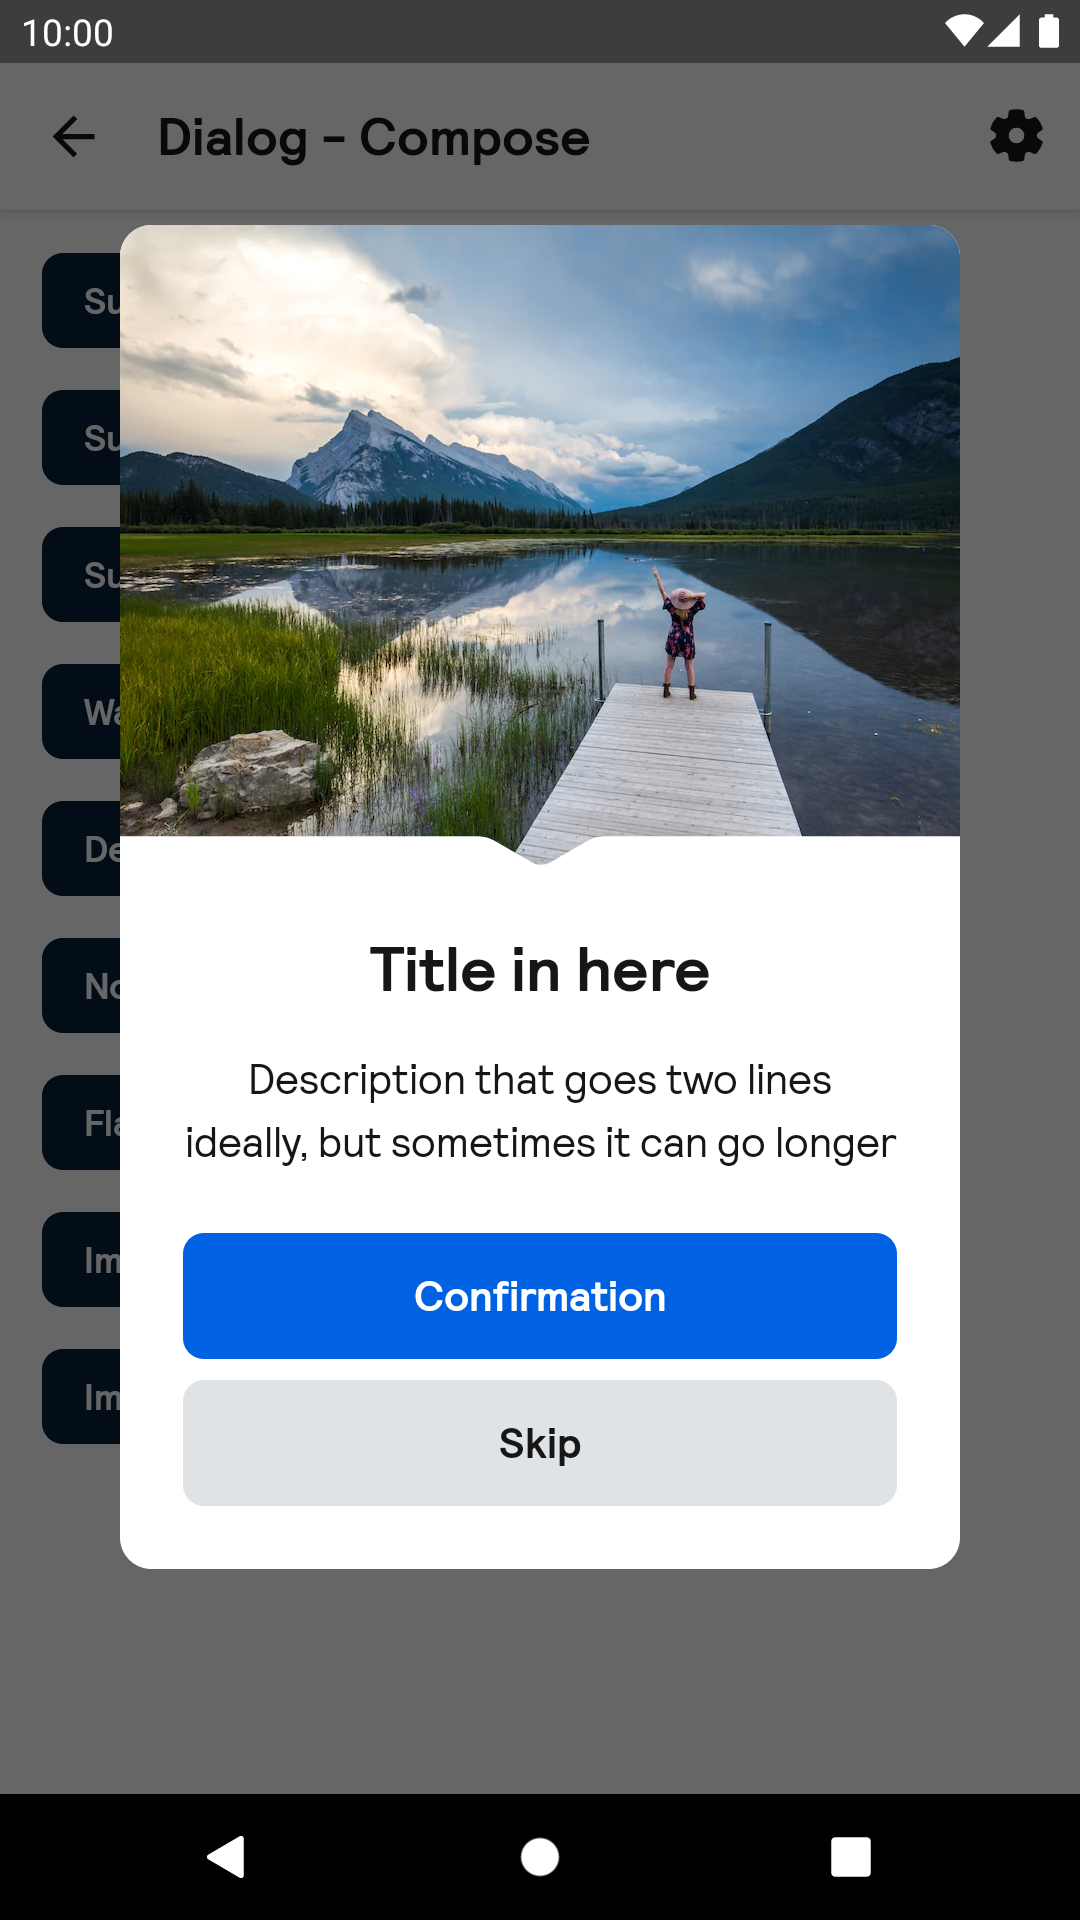 10:00
Dialog - Compose
Su
Su
Su
Wa
De
No
Fla
Im
Im
Title in here
Description that goes two lines
ideally, but sometimes it can go longer
Confirmation
Skip